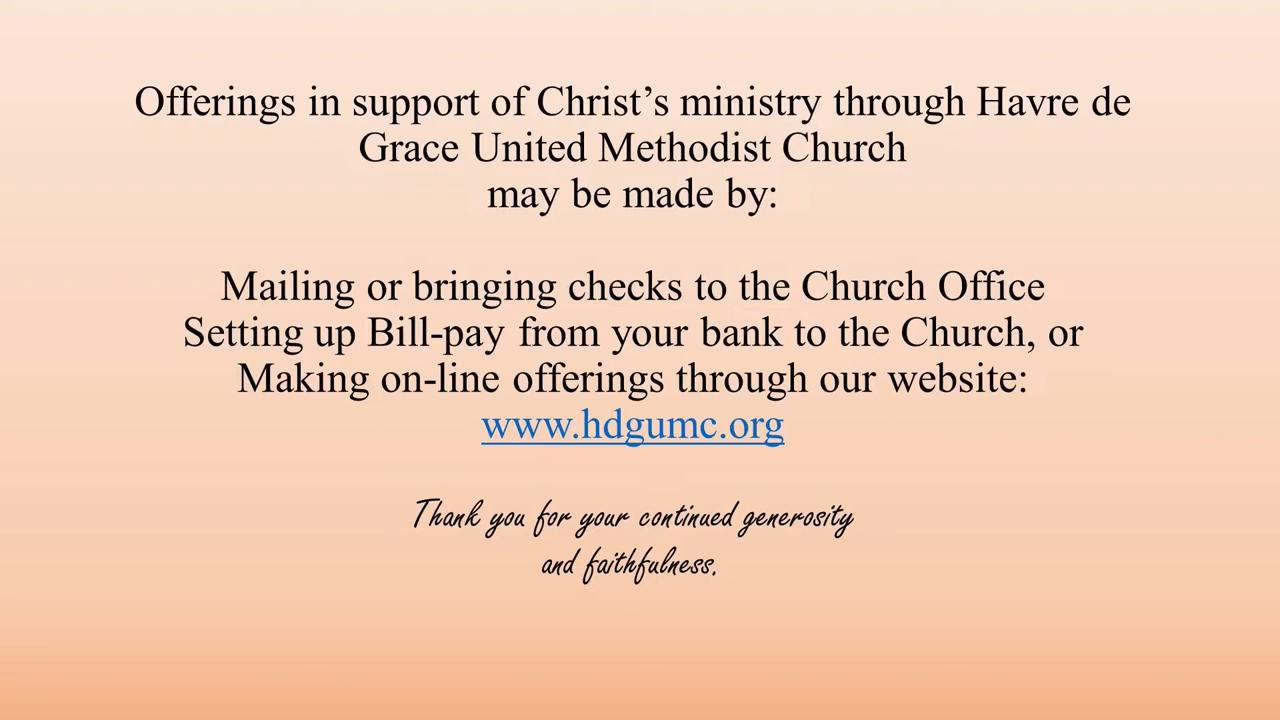 Offerings in support of Christ’s ministry through Havre de
Grace United Methodist Church
may be made by:
Mailing or bringing checks to the Church Office
Setting up Bill-pay from your bank to the Church, or
Making on-line offerings through our website:
www.hdgumc.org
Thank you for your continued generosity
and faithfulness.